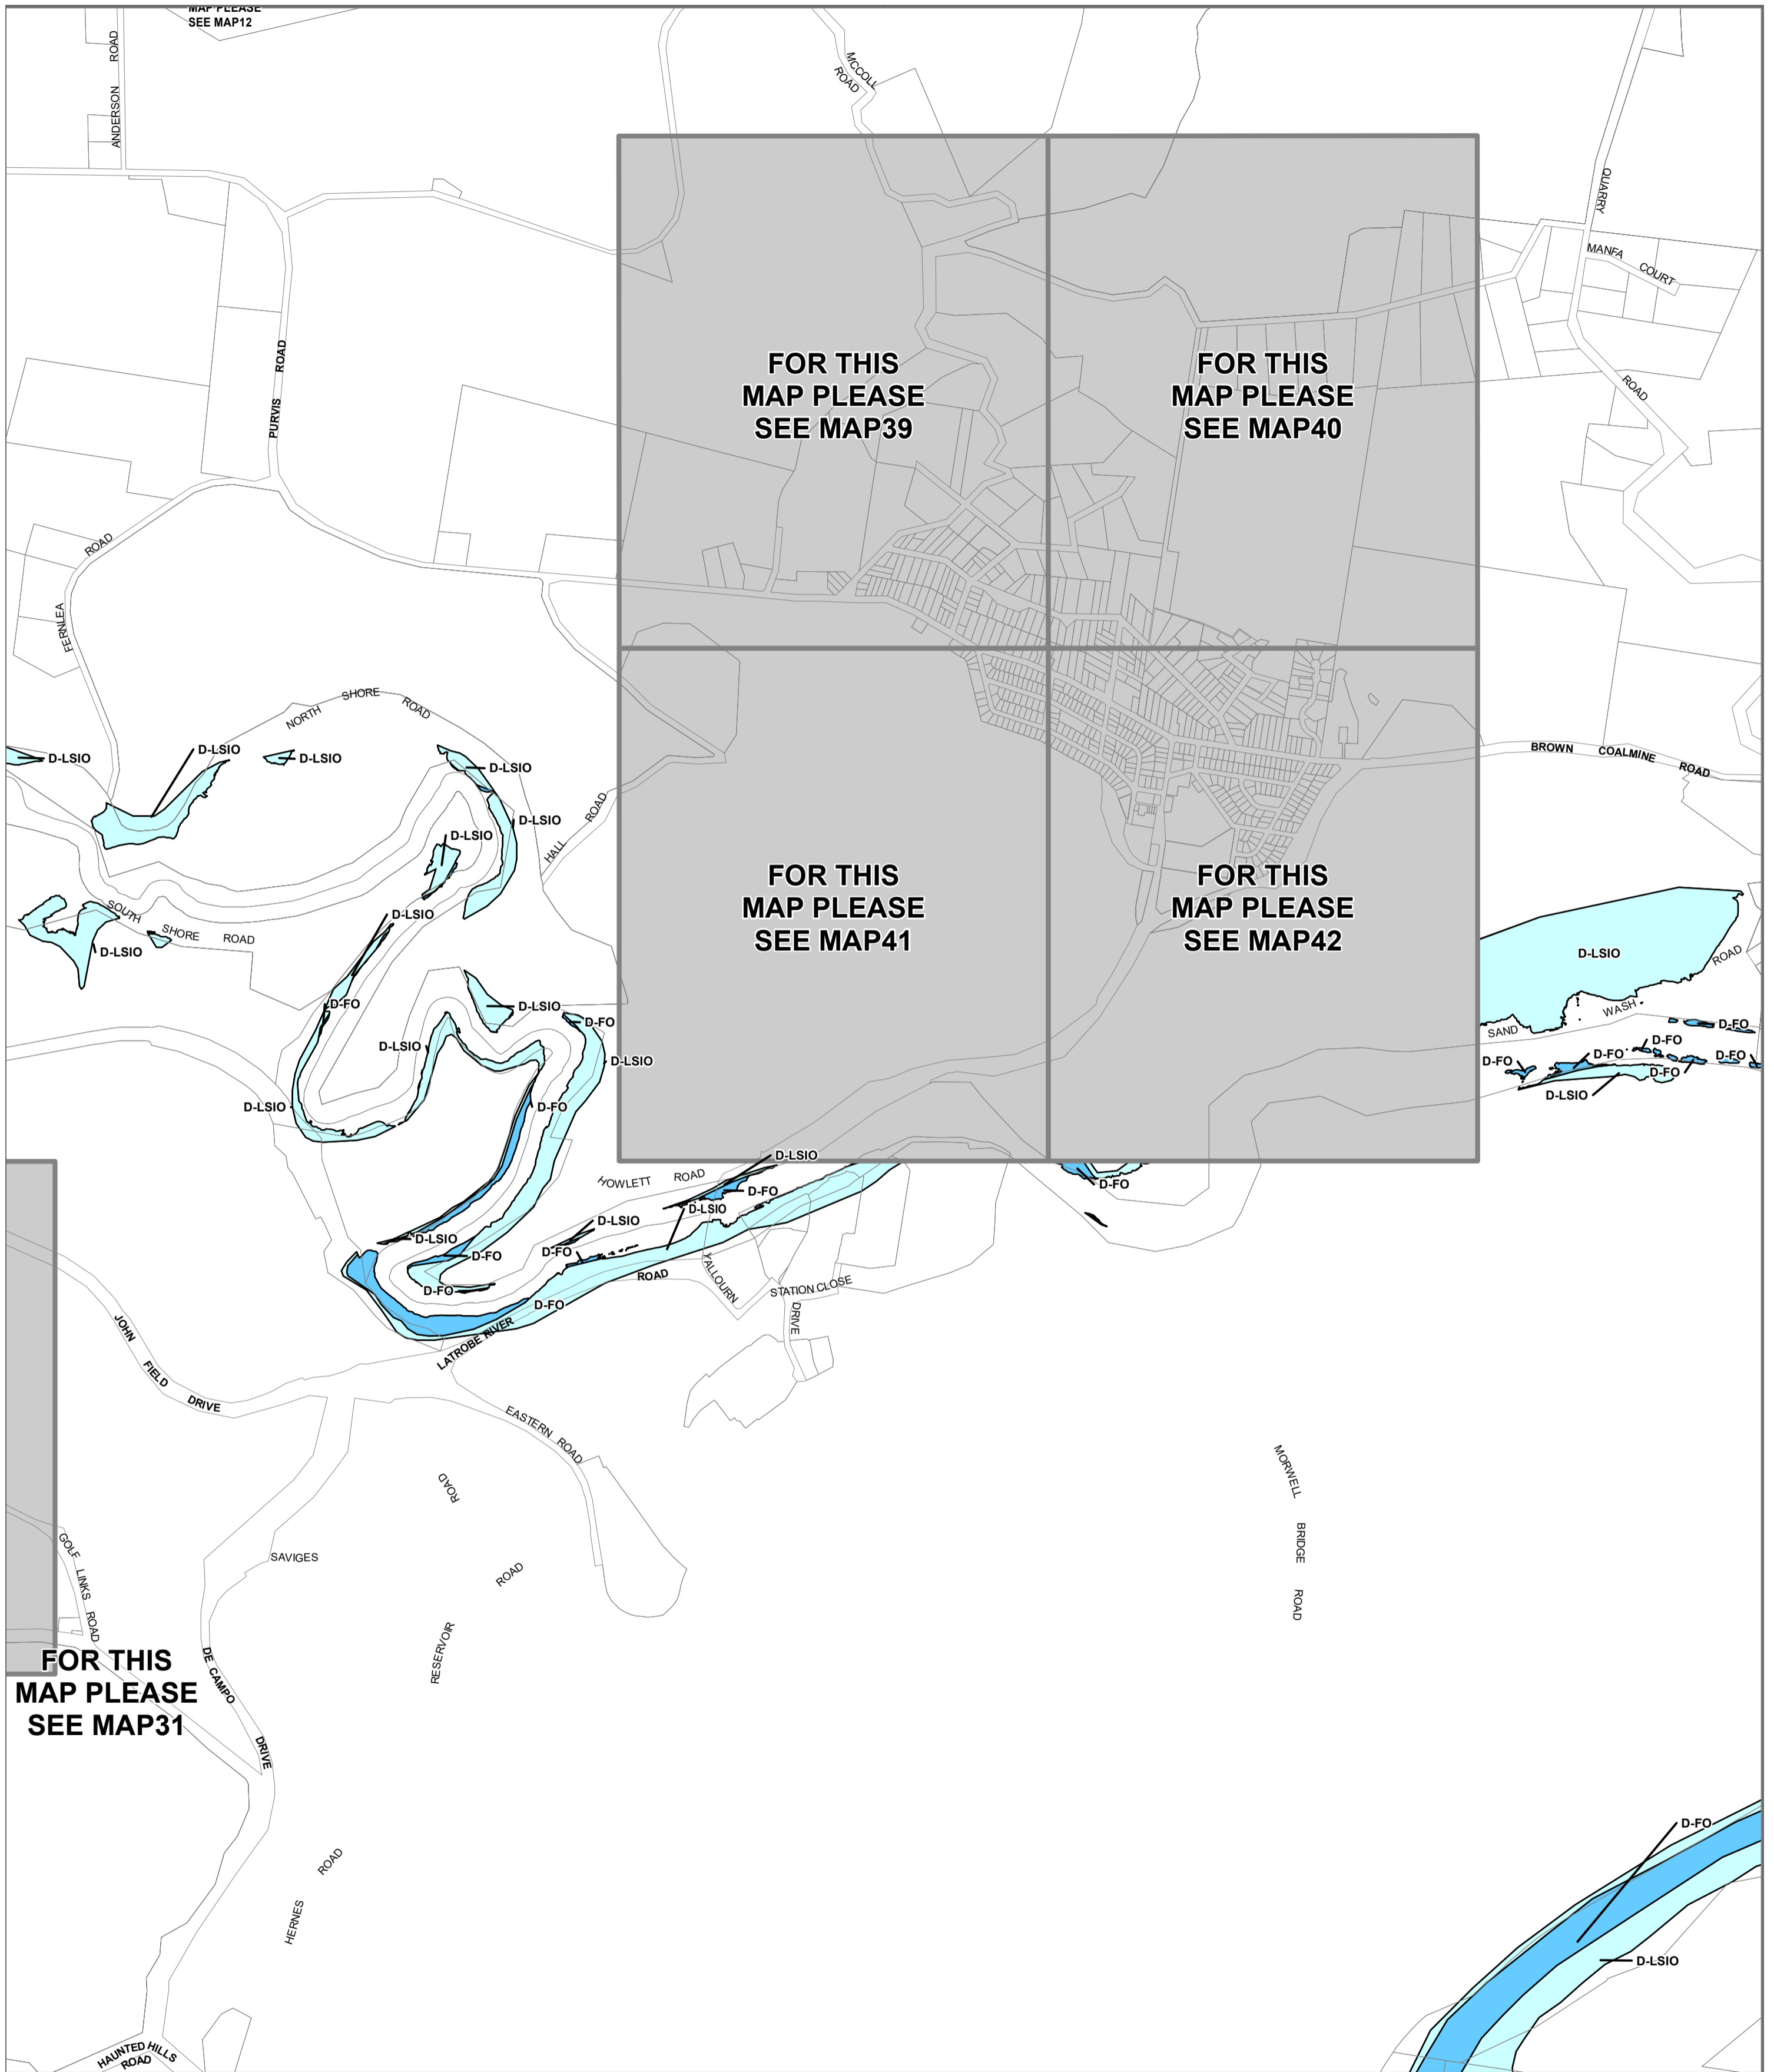 MAP PLEASE
SEE MAP12
ANDERSON ROAD
MCCOLL
ROAD
QUARRY
MANFA COURT
ROAD
PURVIS ROAD
FOR THIS
MAP PLEASE
SEE MAP39
FOR THIS
MAP PLEASE
SEE MAP40
ROAD
FERNLEA
NORTH SHORE ROAD
D-LSIO
D-LSIO
D-LSIO
D-LSIO
D-LSIO
D-LSIO
HALL ROAD
BROWN COALMINE ROAD
FOR THIS
MAP PLEASE
SEE MAP41
FOR THIS
MAP PLEASE
SEE MAP42
SOUTH SHORE ROAD
D-LSIO
D-LSIO
D-FO
D-LSIO
D-FO
D-LSIO
D-LSIO
D-LSIO
D-FO
D-LSIO
ROAD
SAND WASH
D-FO
D-FO
D-FO
D-FO
D-FO
D-FO
D-LSIO
HOWLETT ROAD
D-LSIO
D-FO
D-LSIO
D-LSIO
D-FO
D-LSIO
D-FO
D-FO
D-FO
D-FO
ROAD
YALLOURN
STATION CLOSE
DRIVE
LATROBE RIVER
JOHN FIELD DRIVE
EASTERN ROAD
ROAD
SAVIGES
ROAD
RESERVOIR
MORWELL BRIDGE ROAD
GOLF LINKS ROAD
FOR THIS
MAP PLEASE
SEE MAP31
DE CAMPO DRIVE
ROAD
HERNES
D-FO
D-LSIO
HAUNTED HILLS
ROAD